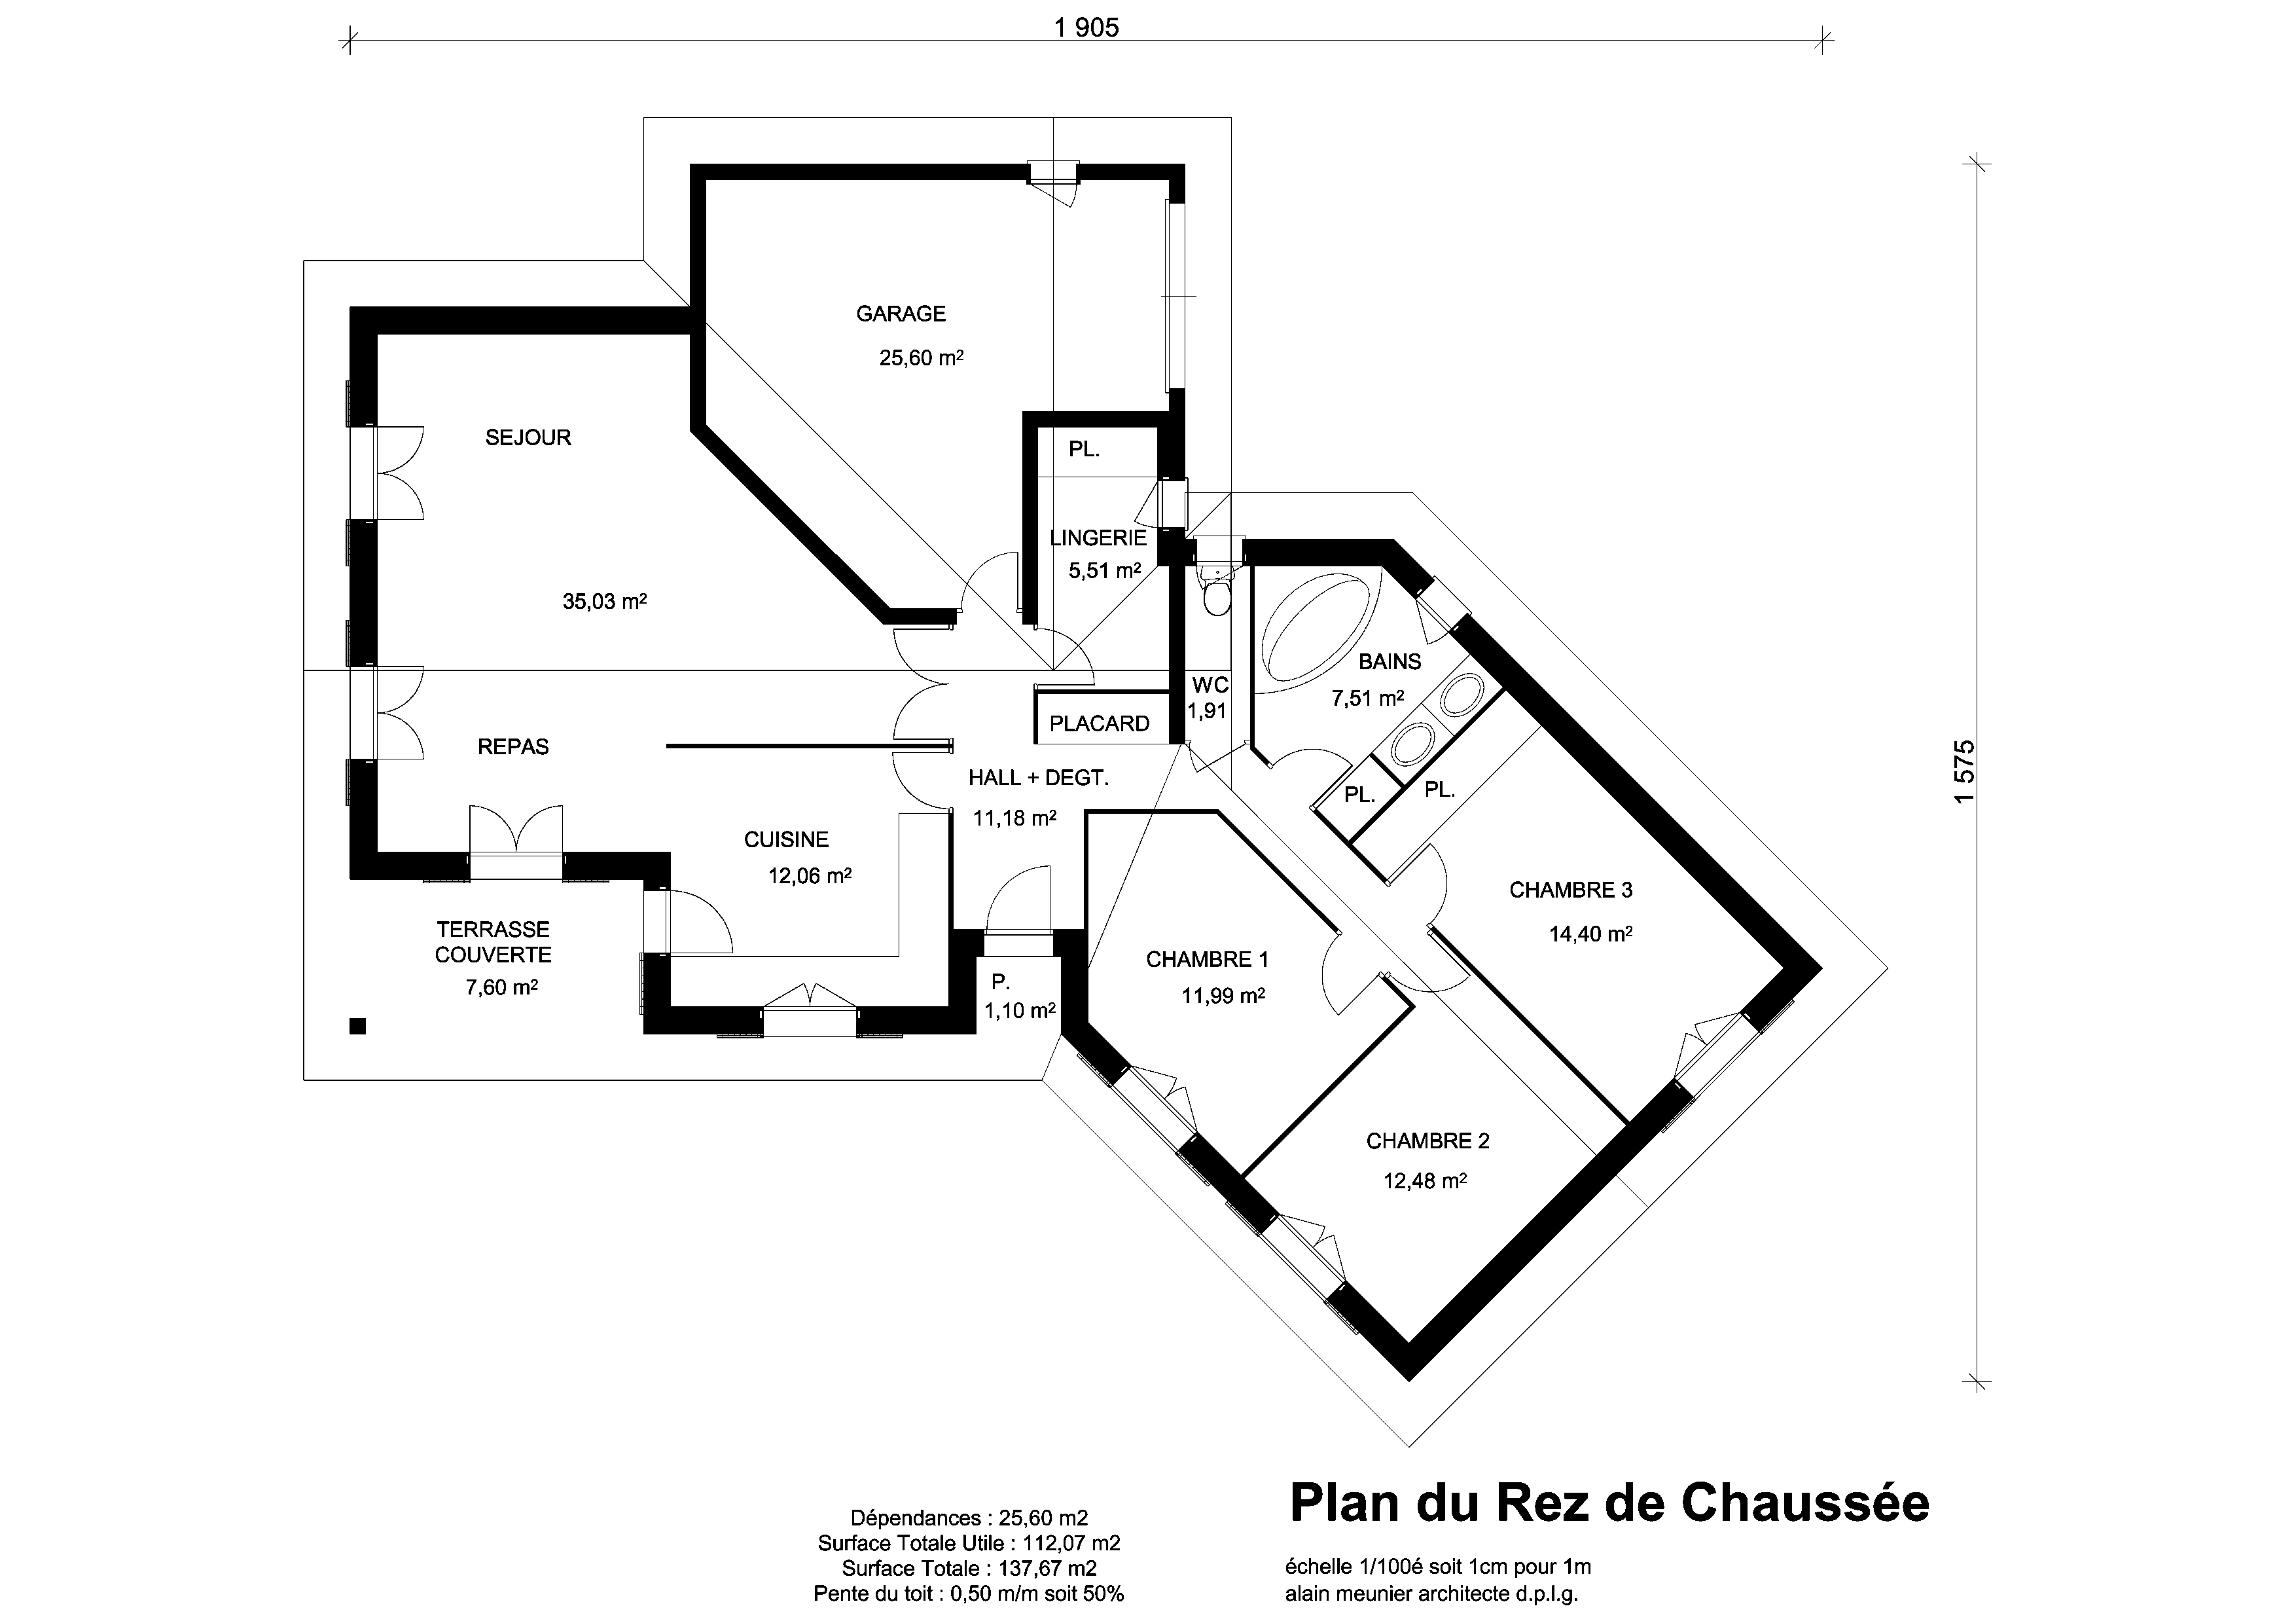 1 905
GARAGE
25,60 m²
SEJOUR
PL.
LINGERIE
5,51 m²
35,03 m²
BAINS
7,51 m²
WC
1,91
PLACARD
REPAS
HALL + DEGT.
11,18 m²
PL.
PL.
1 575
CUISINE
12,06 m²
CHAMBRE 3
14,40 m²
TERRASSE
COUVERTE
7,60 m²
CHAMBRE 1
11,99 m²
P.
1,10 m²
CHAMBRE 2
12,48 m²
Plan du Rez de Chaussée
Dépendances : 25,60 m2
Surface Totale Utile : 112,07 m2
Surface Totale : 137,67 m2
Pente du toit : 0,50 m/m soit 50%
échelle 1/100é soit 1cm pour 1m
alain meunier architecte d.p.l.g.